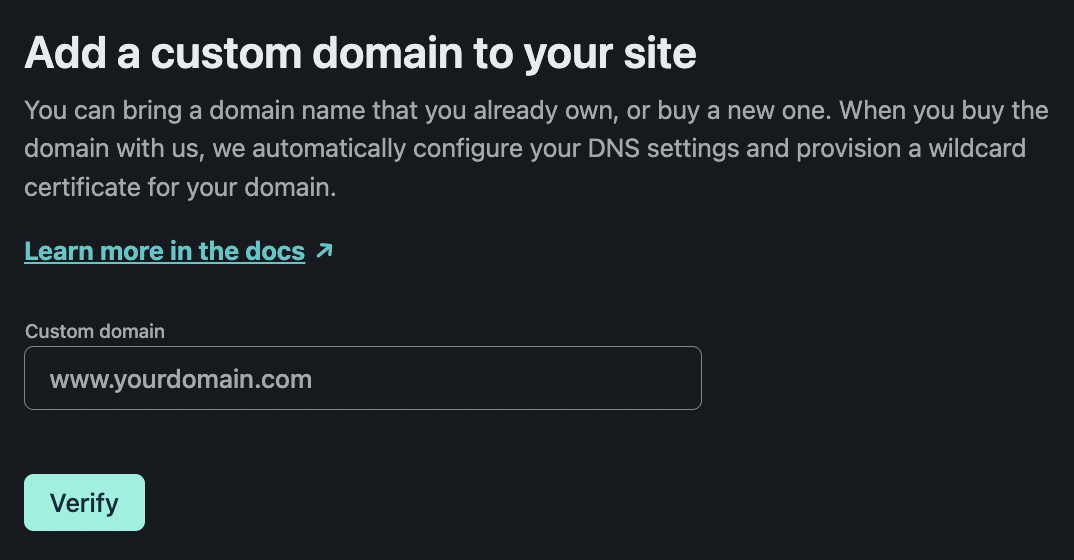 Add a custom domain to your site
You can bring a domain name that you already own, or buy a new one. When you buy the
domain with us, we automatically configure your DNS settings and provision a wildcard
certificate for your domain.
Learn more in the docs ↗
Custom domain
www.yourdomain.com
Verify